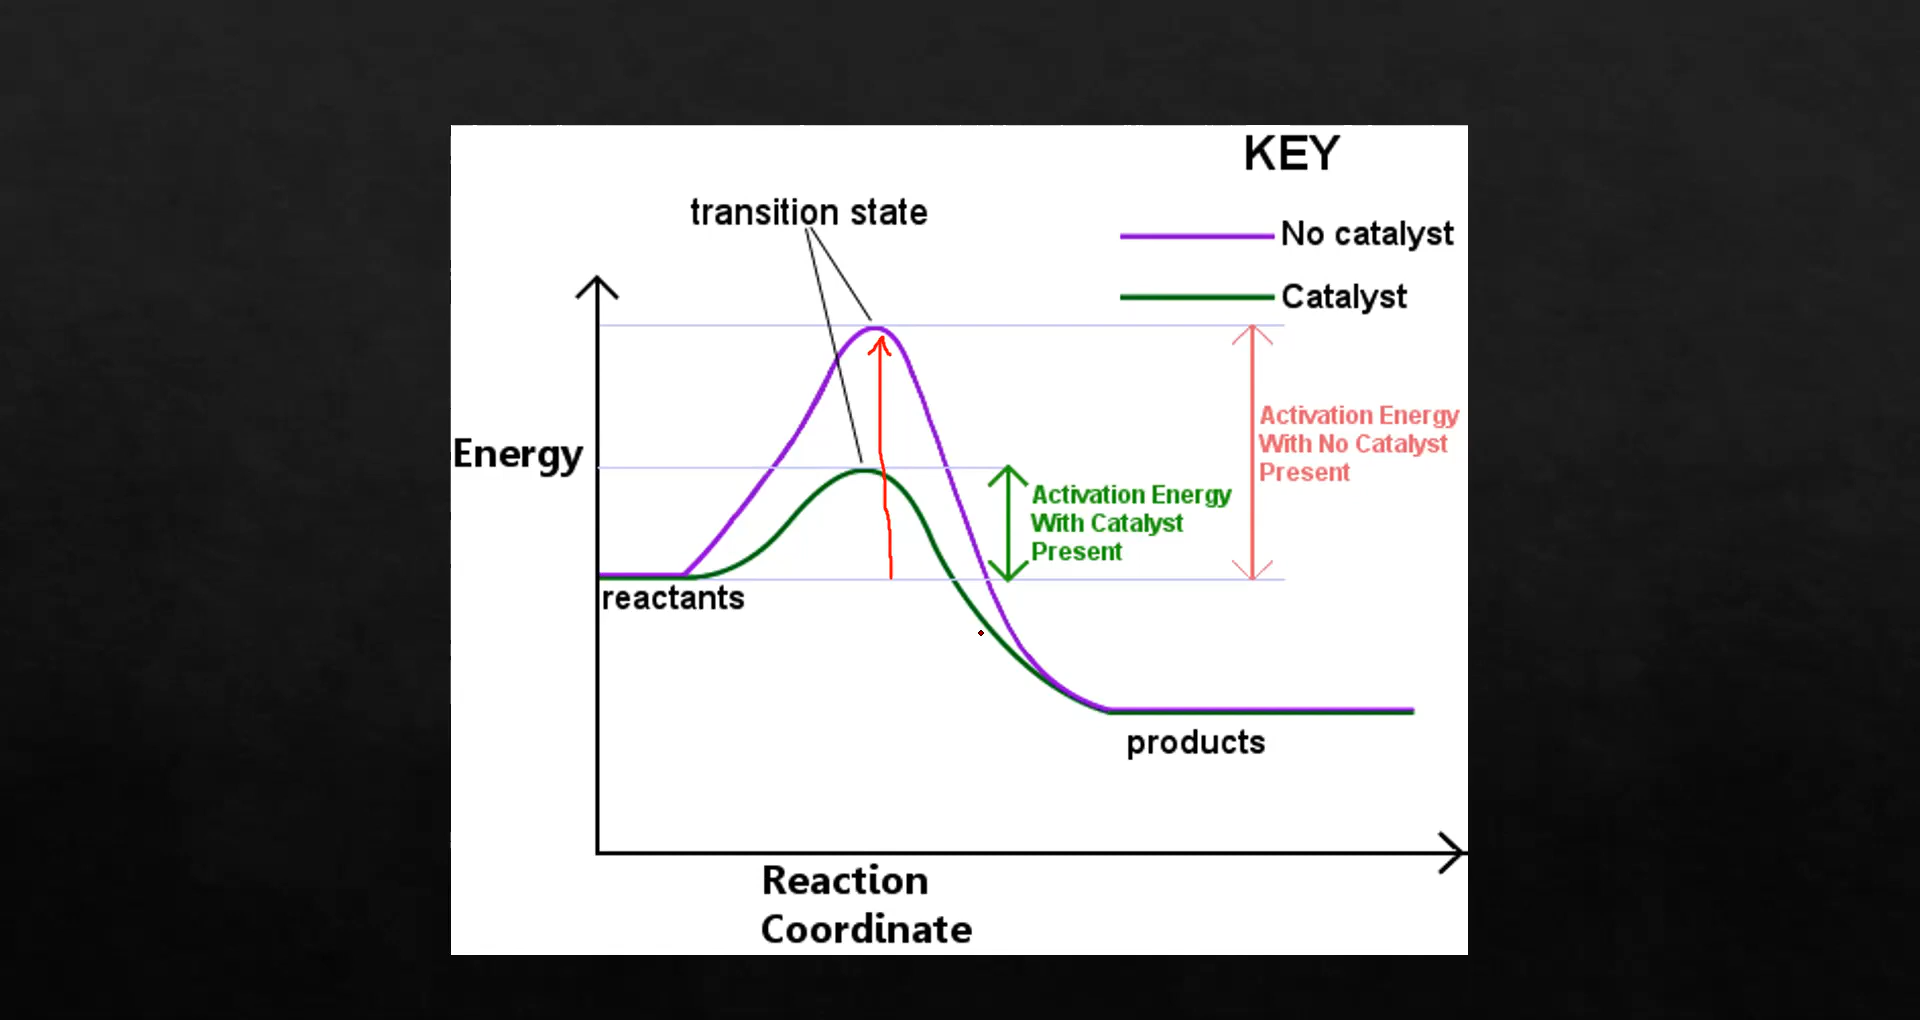 KEY
transition state
No catalyst
Catalyst
Activation Energy
With No Catalyst
Present
Energy
Activation Energy
With Catalyst
Present
reactants
products
Reaction
Coordinate